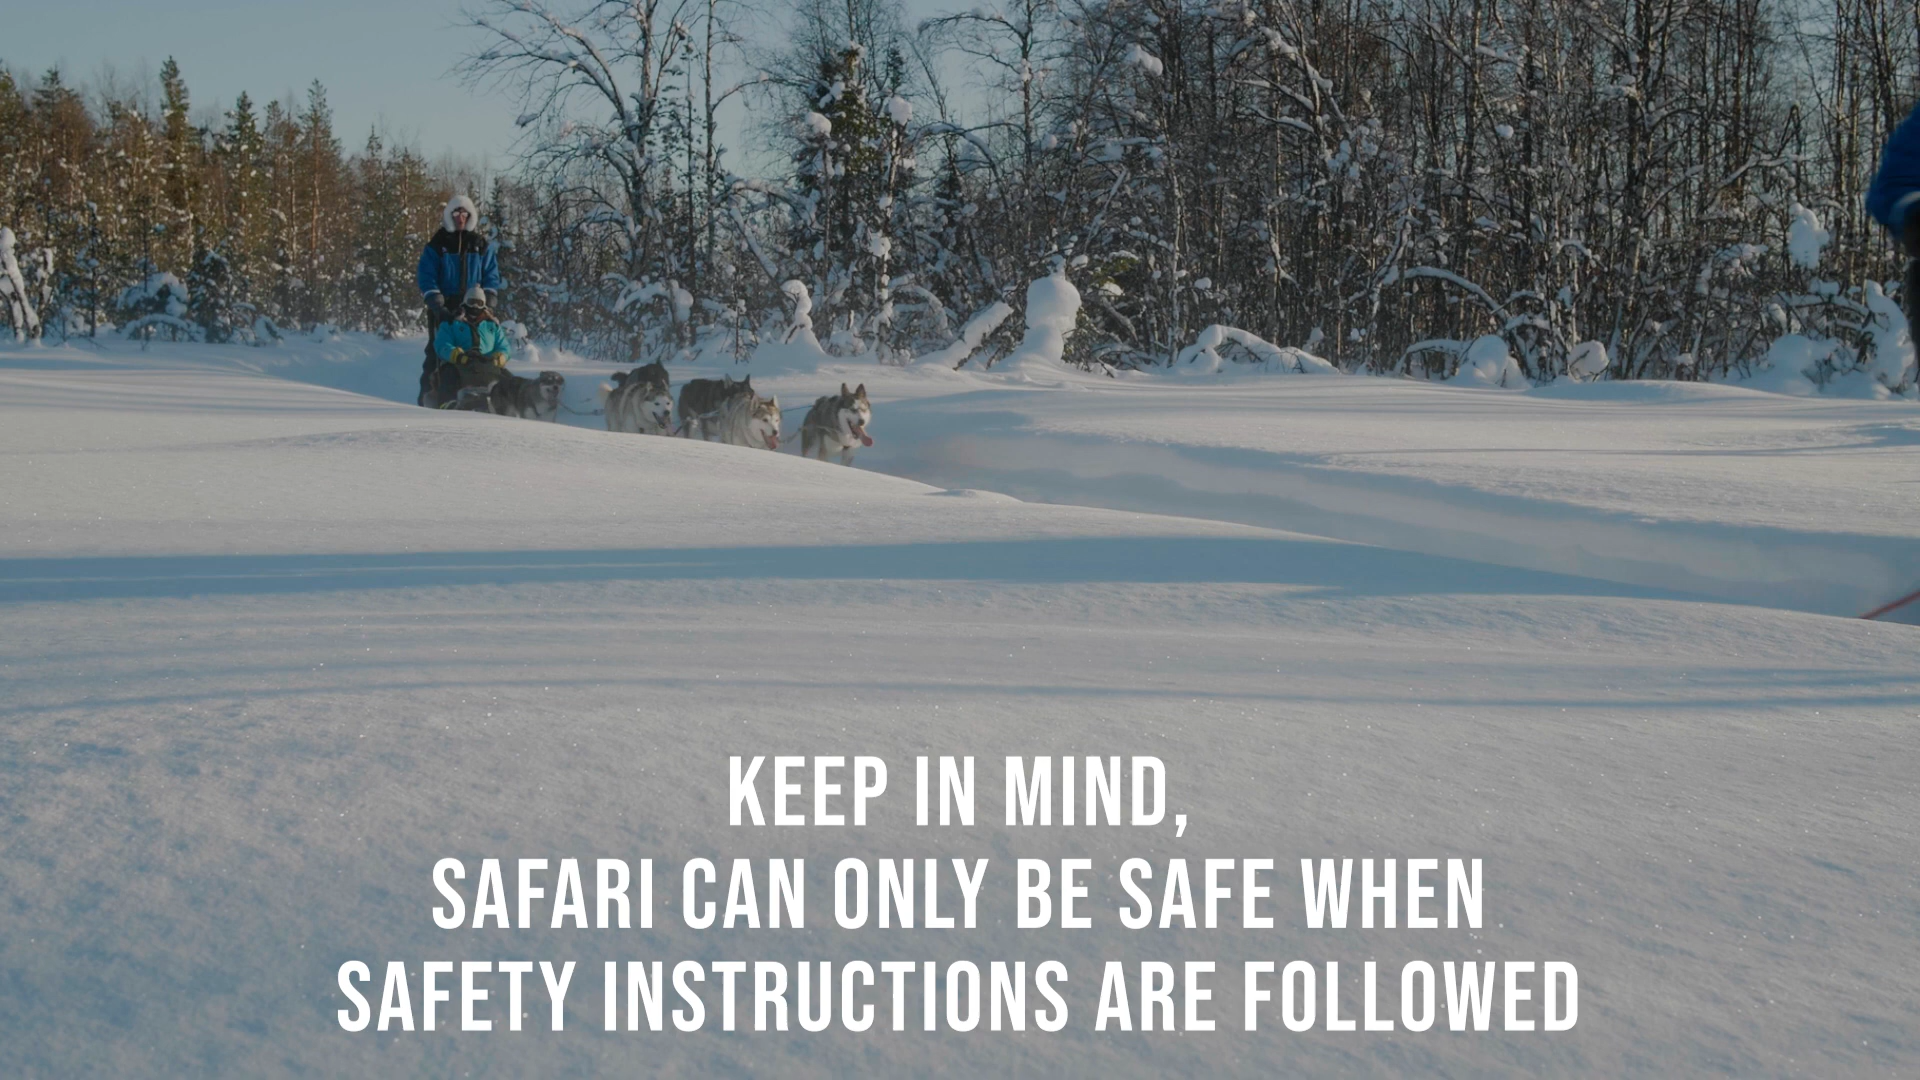 KEEP IN MIND,
SAFARI CAN ONLY BE SAFE WHEN
SAFETY INSTRUCTIONS ARE FOLLOWED